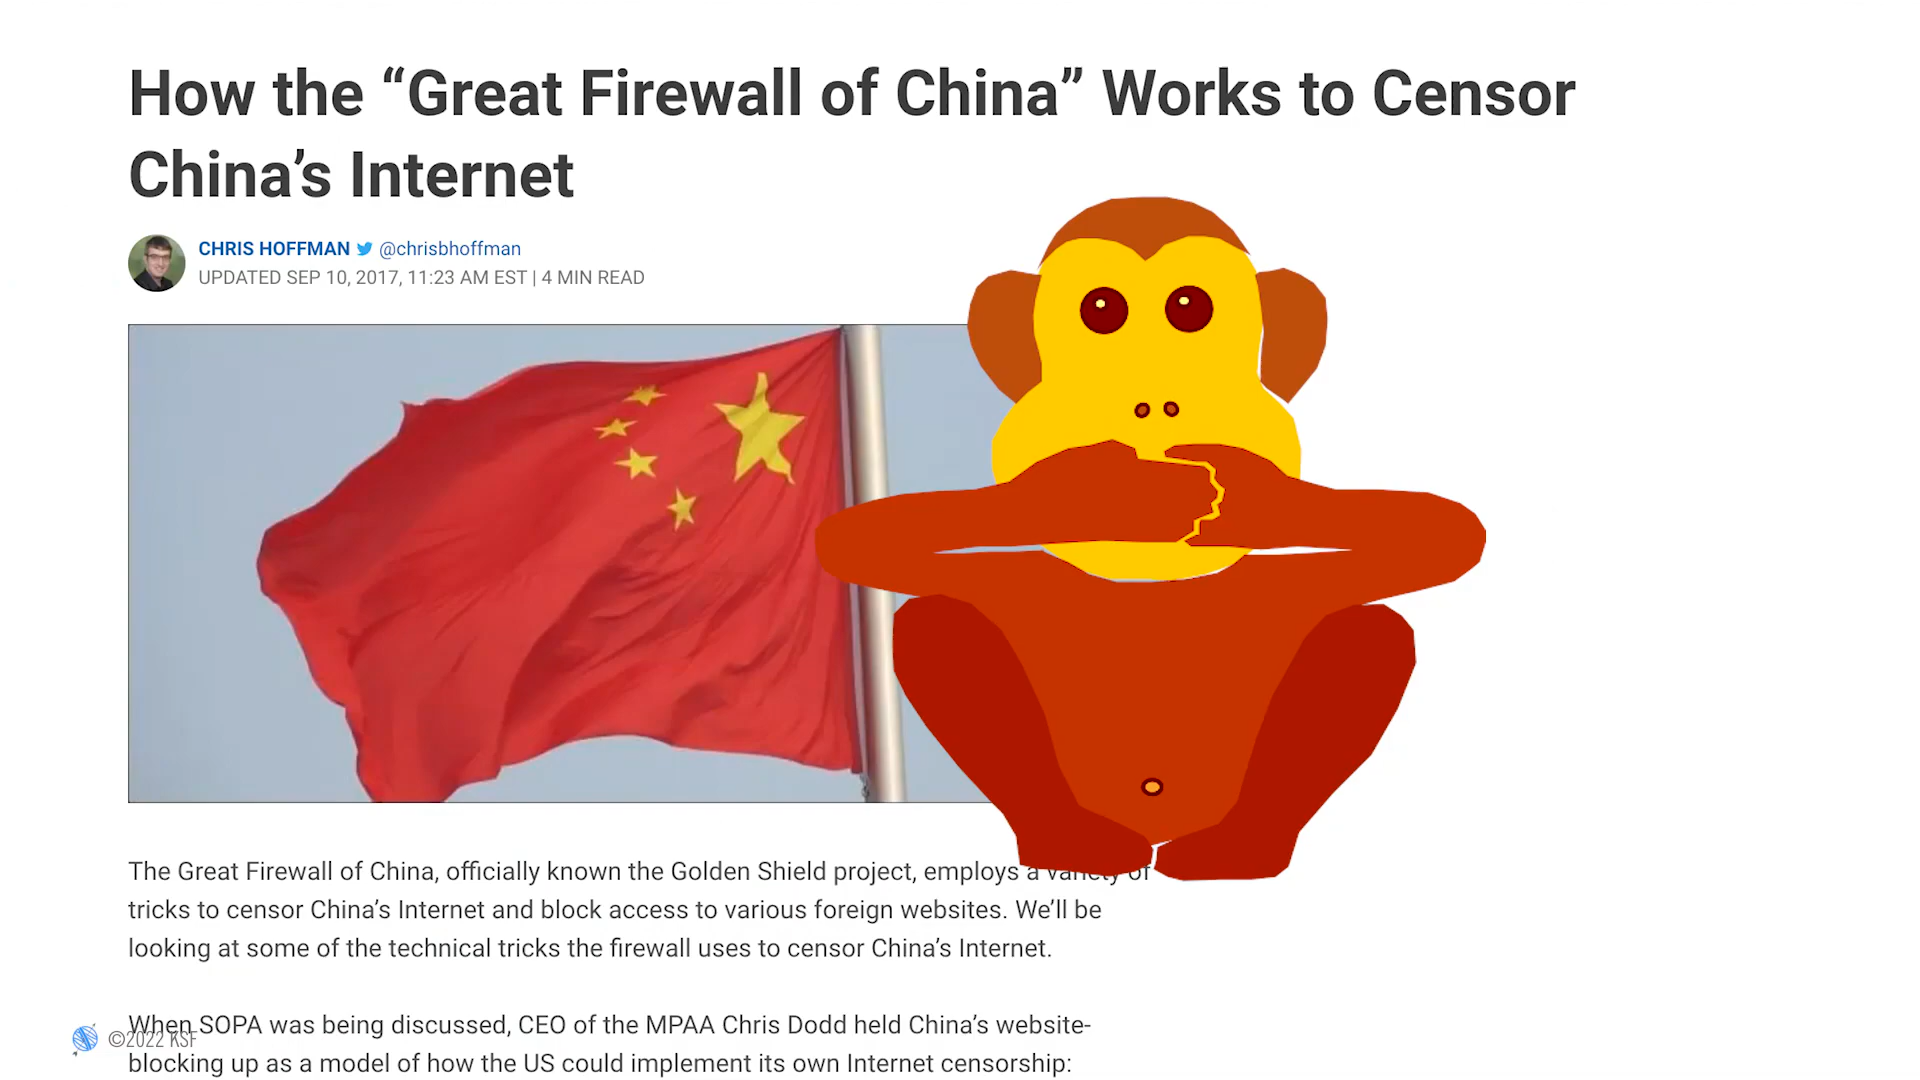 How the “Great Firewall of China” Works to Censor
China’s Internet
CHRIS HOFFMAN @chrisbhoffman
UPDATED SEP 10, 2017, 11:23 AM EST | 4 MIN READ
The Great Firewall of China, officially known the Golden Shield project, employs a variety of
tricks to censor China’s Internet and block access to various foreign websites. We’ll be
looking at some of the technical tricks the firewall uses to censor China’s Internet.
When SOPA was being discussed, CEO of the MPAA Chris Dodd held China’s website-
©2022 KSF
blocking up as a model of how the US could implement its own Internet censorship: